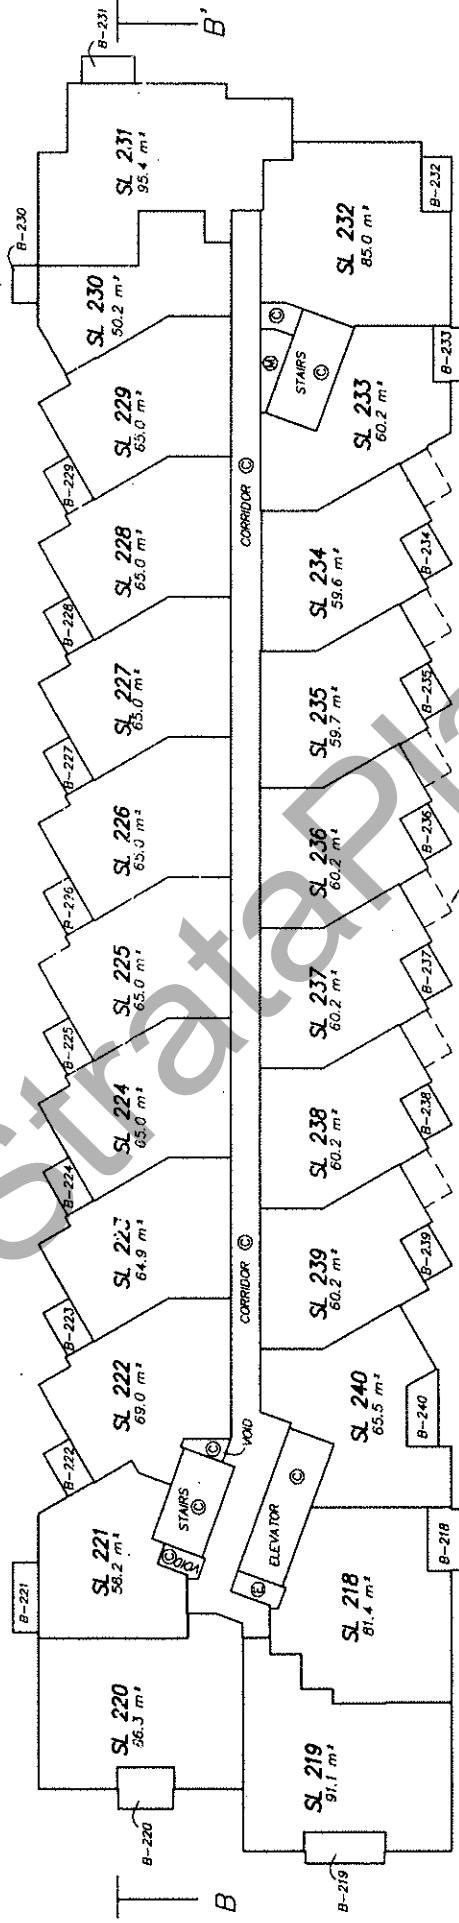 B-231
B'
SL 231
95.4 m²
B-230
SL 230
50.2 m²
SL 232
85.0 m²
B-232
©
Ⓜ
STAIRS
©
SL 233
60.2 m²
B-233
SL 229
65.0 m²
B-229
CORRIDOR ©
SL 234
59.6 m²
B-234
SL 228
65.0 m²
B-228
SL 235
59.7 m²
B-235
SL 227
65.0 m²
B-227
SL 236
60.2 m²
B-236
SL 226
65.0 m²
B-226
SL 237
60.2 m²
B-237
SL 225
65.0 m²
B-225
SL 238
60.2 m²
B-238
SL 224
65.0 m²
B-224
SL 239
60.2 m²
B-239
SL 223
64.9 m²
B-223
CORRIDOR ©
SL 222
69.0 m²
B-222
SL 240
65.5 m²
B-240
VOID
©
STAIRS
©
VOID
©
ELEVATOR
©
Ⓔ
SL 221
B-221
SL 218
81.4 m²
B-218
SL 220
B-220
SL 219
91.1 m²
B-219
B
StrataPla